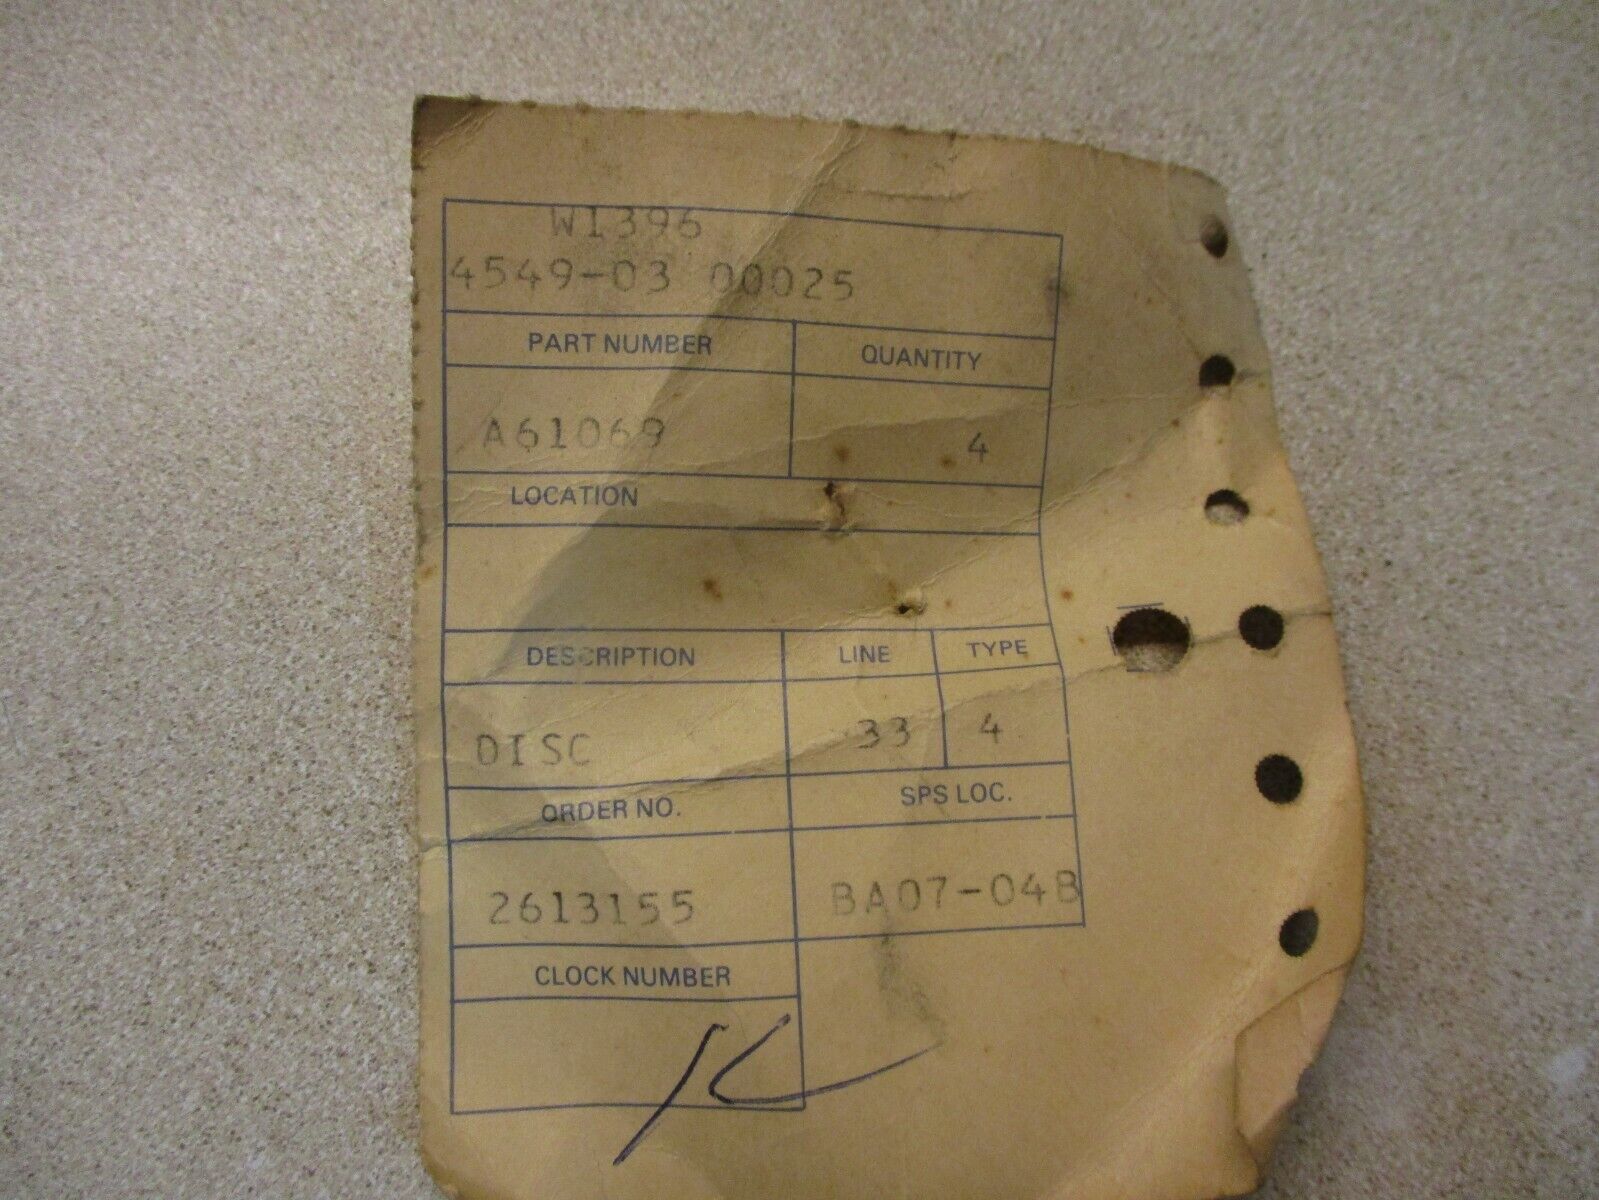 W1396
4549-03 00025
PART NUMBER QUANTITY
A61069 4
LOCATION
DESCRIPTION LINE TYPE
DISC 33 4
ORDER NO. SPS LOC.
2613155 BA07-04B
CLOCK NUMBER